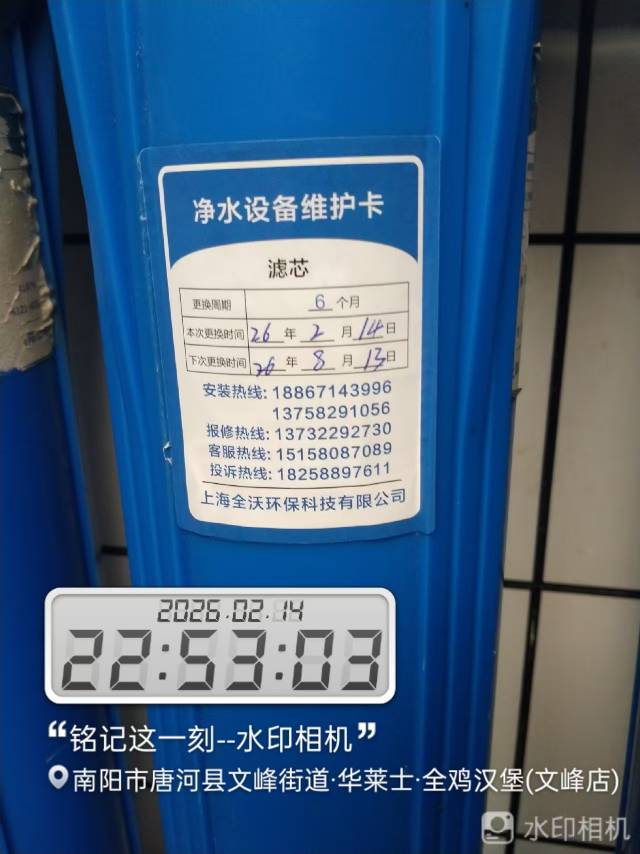 净水设备维护卡
滤芯
更换周期 6 个月
本次更换时间 26 年 2 月 14 日
下次更换时间 26 年 8 月 13 日
安装热线: 18867143996
13758291056
报修热线: 13732292730
客服热线: 15158087089
投诉热线: 18258897611
上海全沃环保科技有限公司
2026.02.14
22:53:03
“铭记这一刻--水印相机”
南阳市唐河县文峰街道·华莱士·全鸡汉堡(文峰店)
水印相机